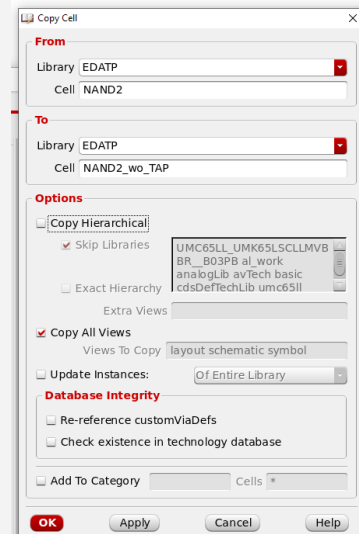 Copy Cell
From
Library EDATP
Cell NAND2
To
Library EDATP
Cell NAND2_wo_TAP
Options
Copy Hierarchical
Skip Libraries UMC65LL_UMK65LSCLLMVB
BR__B03PB al_work
analogLib avTech basic
Exact Hierarchy cdsDefTechLib umc65ll
Extra Views
Copy All Views
Views To Copy layout schematic symbol
Update Instances: Of Entire Library
Database Integrity
Re-reference customViaDefs
Check existence in technology database
Add To Category Cells *
OK Apply Cancel Help